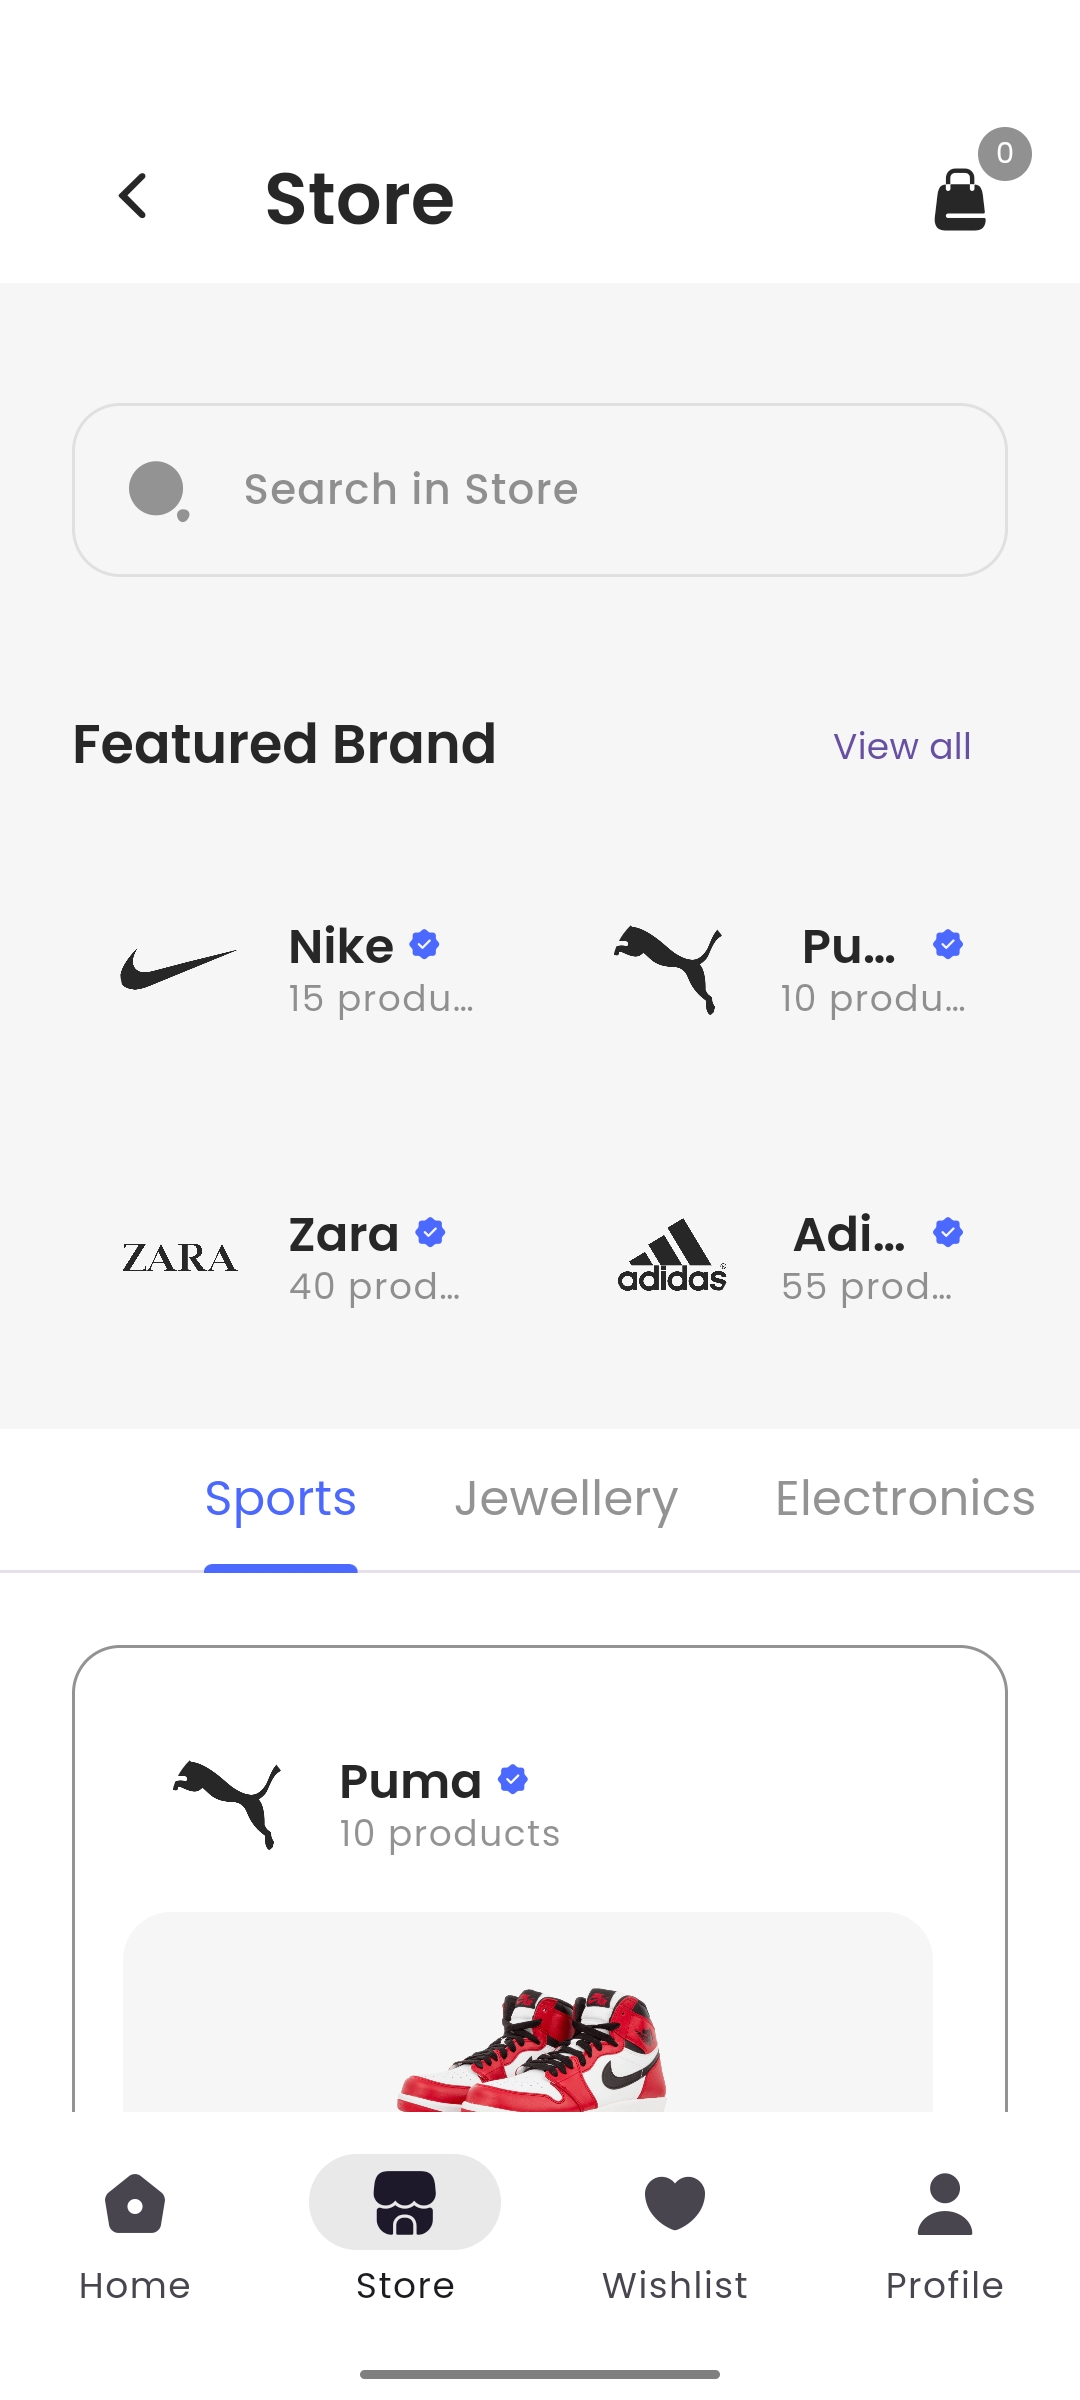 0
Store
Search in Store
Featured Brand
View all
Nike
15 produ...
Pu...
10 produ...
ZARA
Zara
40 prod...
adidas
Adi...
55 prod...
Sports
Jewellery
Electronics
Puma
10 products
Home
Store
Wishlist
Profile